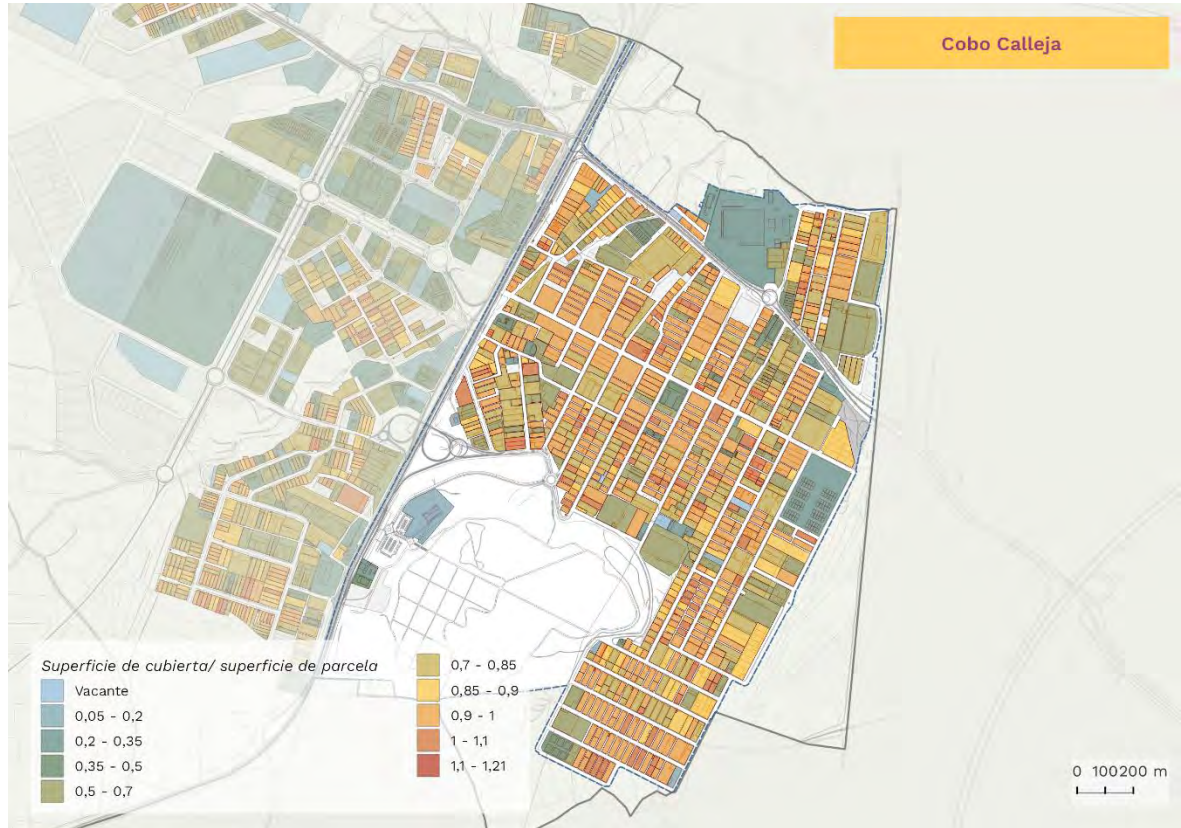 Cobo Calleja
Superficie de cubierta/ superficie de parcela
Vacante
0,05 - 0,2
0,2 - 0,35
0,35 - 0,5
0,5 - 0,7
0,7 - 0,85
0,85 - 0,9
0,9 - 1
1 - 1,1
1,1 - 1,21
0 100200 m